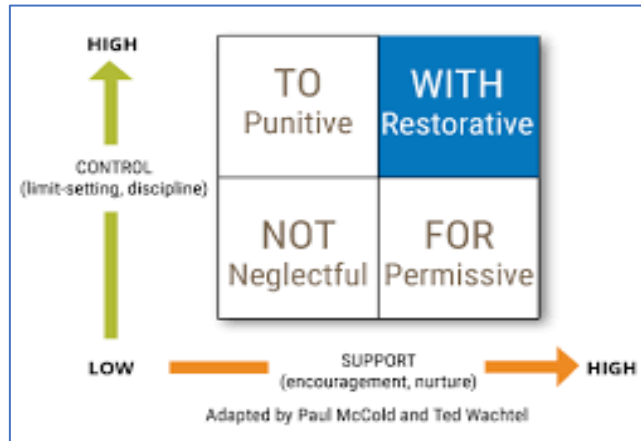 HIGH
TO
Punitive
WITH
Restorative
CONTROL
(limit-setting, discipline)
NOT
Neglectful
FOR
Permissive
LOW
SUPPORT
(encouragement, nurture)
HIGH
Adapted by Paul McCold and Ted Wachtel